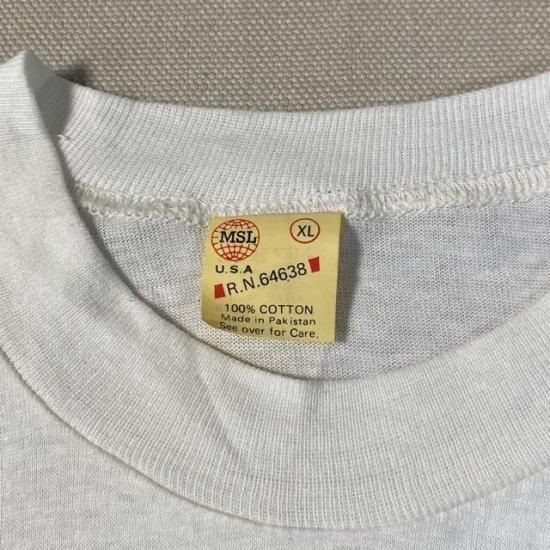 MSL
XL
U.S.A
R.N.64638
100% COTTON
Made in Pakistan
See over for Care.